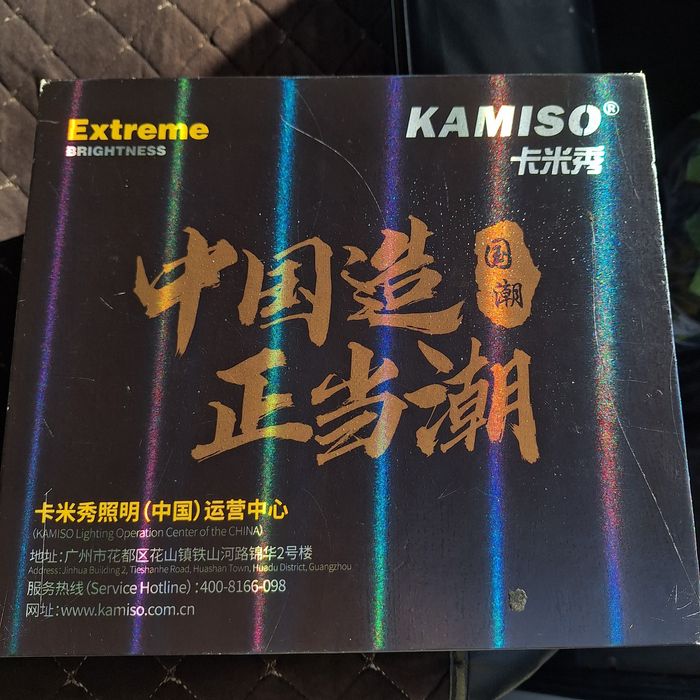 Extreme
BRIGHTNESS
KAMISO®
卡米秀
中国造
国潮
正当潮
卡米秀照明(中国)运营中心
(KAMISO Lighting Operation Center of the CHINA)
地址:广州市花都区花山镇铁山河路锦华2号楼
Address:Jinhua Building 2, Tieshanhe Road, Huashan Town, Huadu District, Guangzhou
服务热线(Service Hotline):400-8166-098
网址:www.kamiso.com.cn